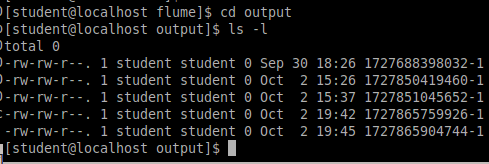 [student@localhost flume]$ cd output
[student@localhost output]$ ls -l
total 0
-rw-rw-r--. 1 student student 0 Sep 30 18:26 1727688398032-1
-rw-rw-r--. 1 student student 0 Oct  2 15:26 1727850419460-1
-rw-rw-r--. 1 student student 0 Oct  2 15:37 1727851045652-1
-rw-rw-r--. 1 student student 0 Oct  2 19:42 1727865759926-1
-rw-rw-r--. 1 student student 0 Oct  2 19:45 1727865904744-1
[student@localhost output]$